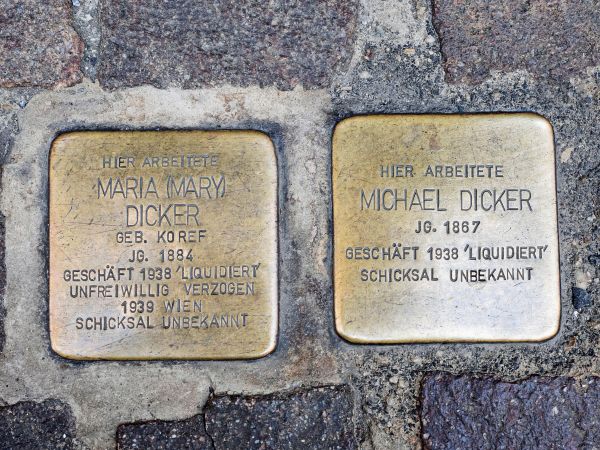 HIER ARBEITETE
MARIA (MARY)
DICKER
GEB. KOREF
JG. 1884
GESCHÄFT 1938 'LIQUIDIERT'
UNFREIWILLIG VERZOGEN
1939 WIEN
SCHICKSAL UNBEKANNT
HIER ARBEITETE
MICHAEL DICKER
JG. 1867
GESCHÄFT 1938 'LIQUIDIERT'
SCHICKSAL UNBEKANNT